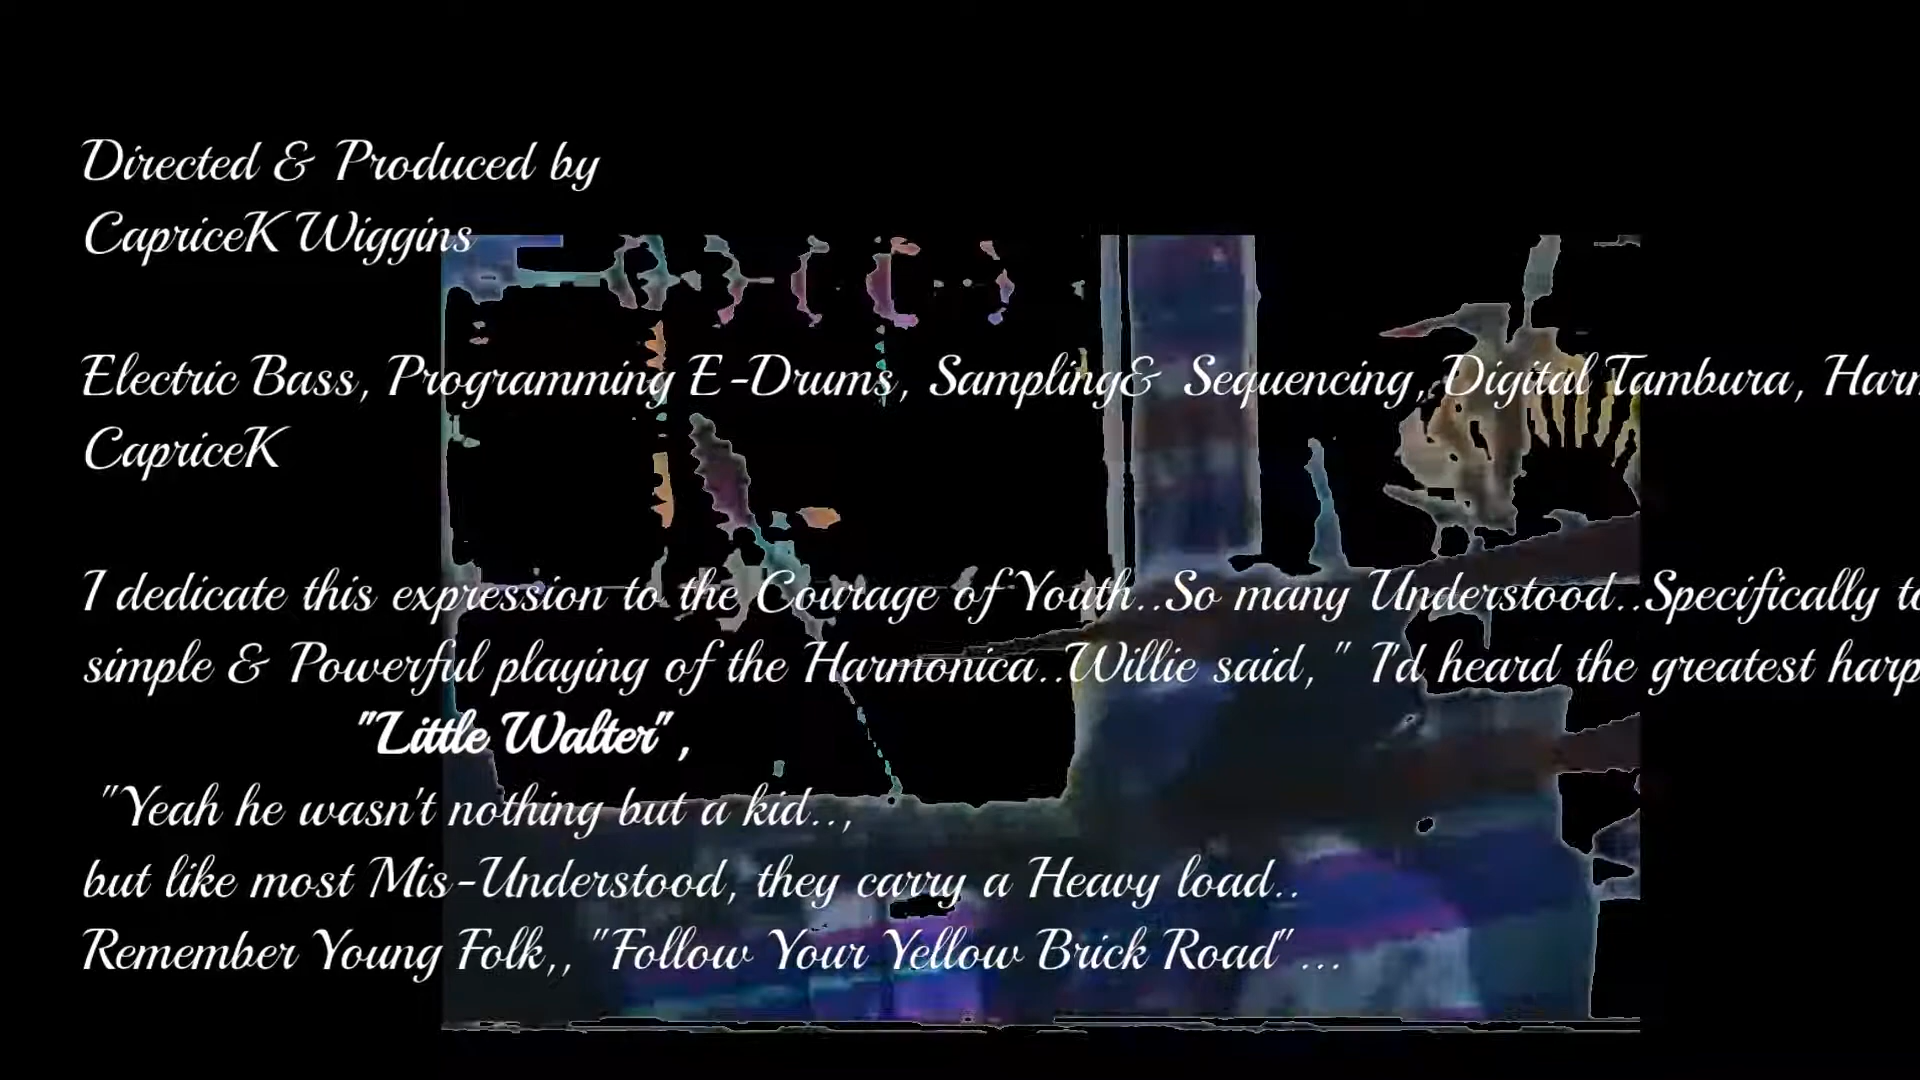 Directed & Produced by
CapriceK Wiggins
Electric Bass, Programming E-Drums, Sampling& Sequencing, Digital Tambura, Harm
CapriceK
I dedicate this expression to the Courage of Youth..So many Understood..Specifically to
simple & Powerful playing of the Harmonica..Willie said," I'd heard the greatest harp
"Little Walter",
"Yeah he wasn't nothing but a kid..,
but like most Mis-Understood, they carry a Heavy load..
Remember Young Folk,, "Follow Your Yellow Brick Road"...